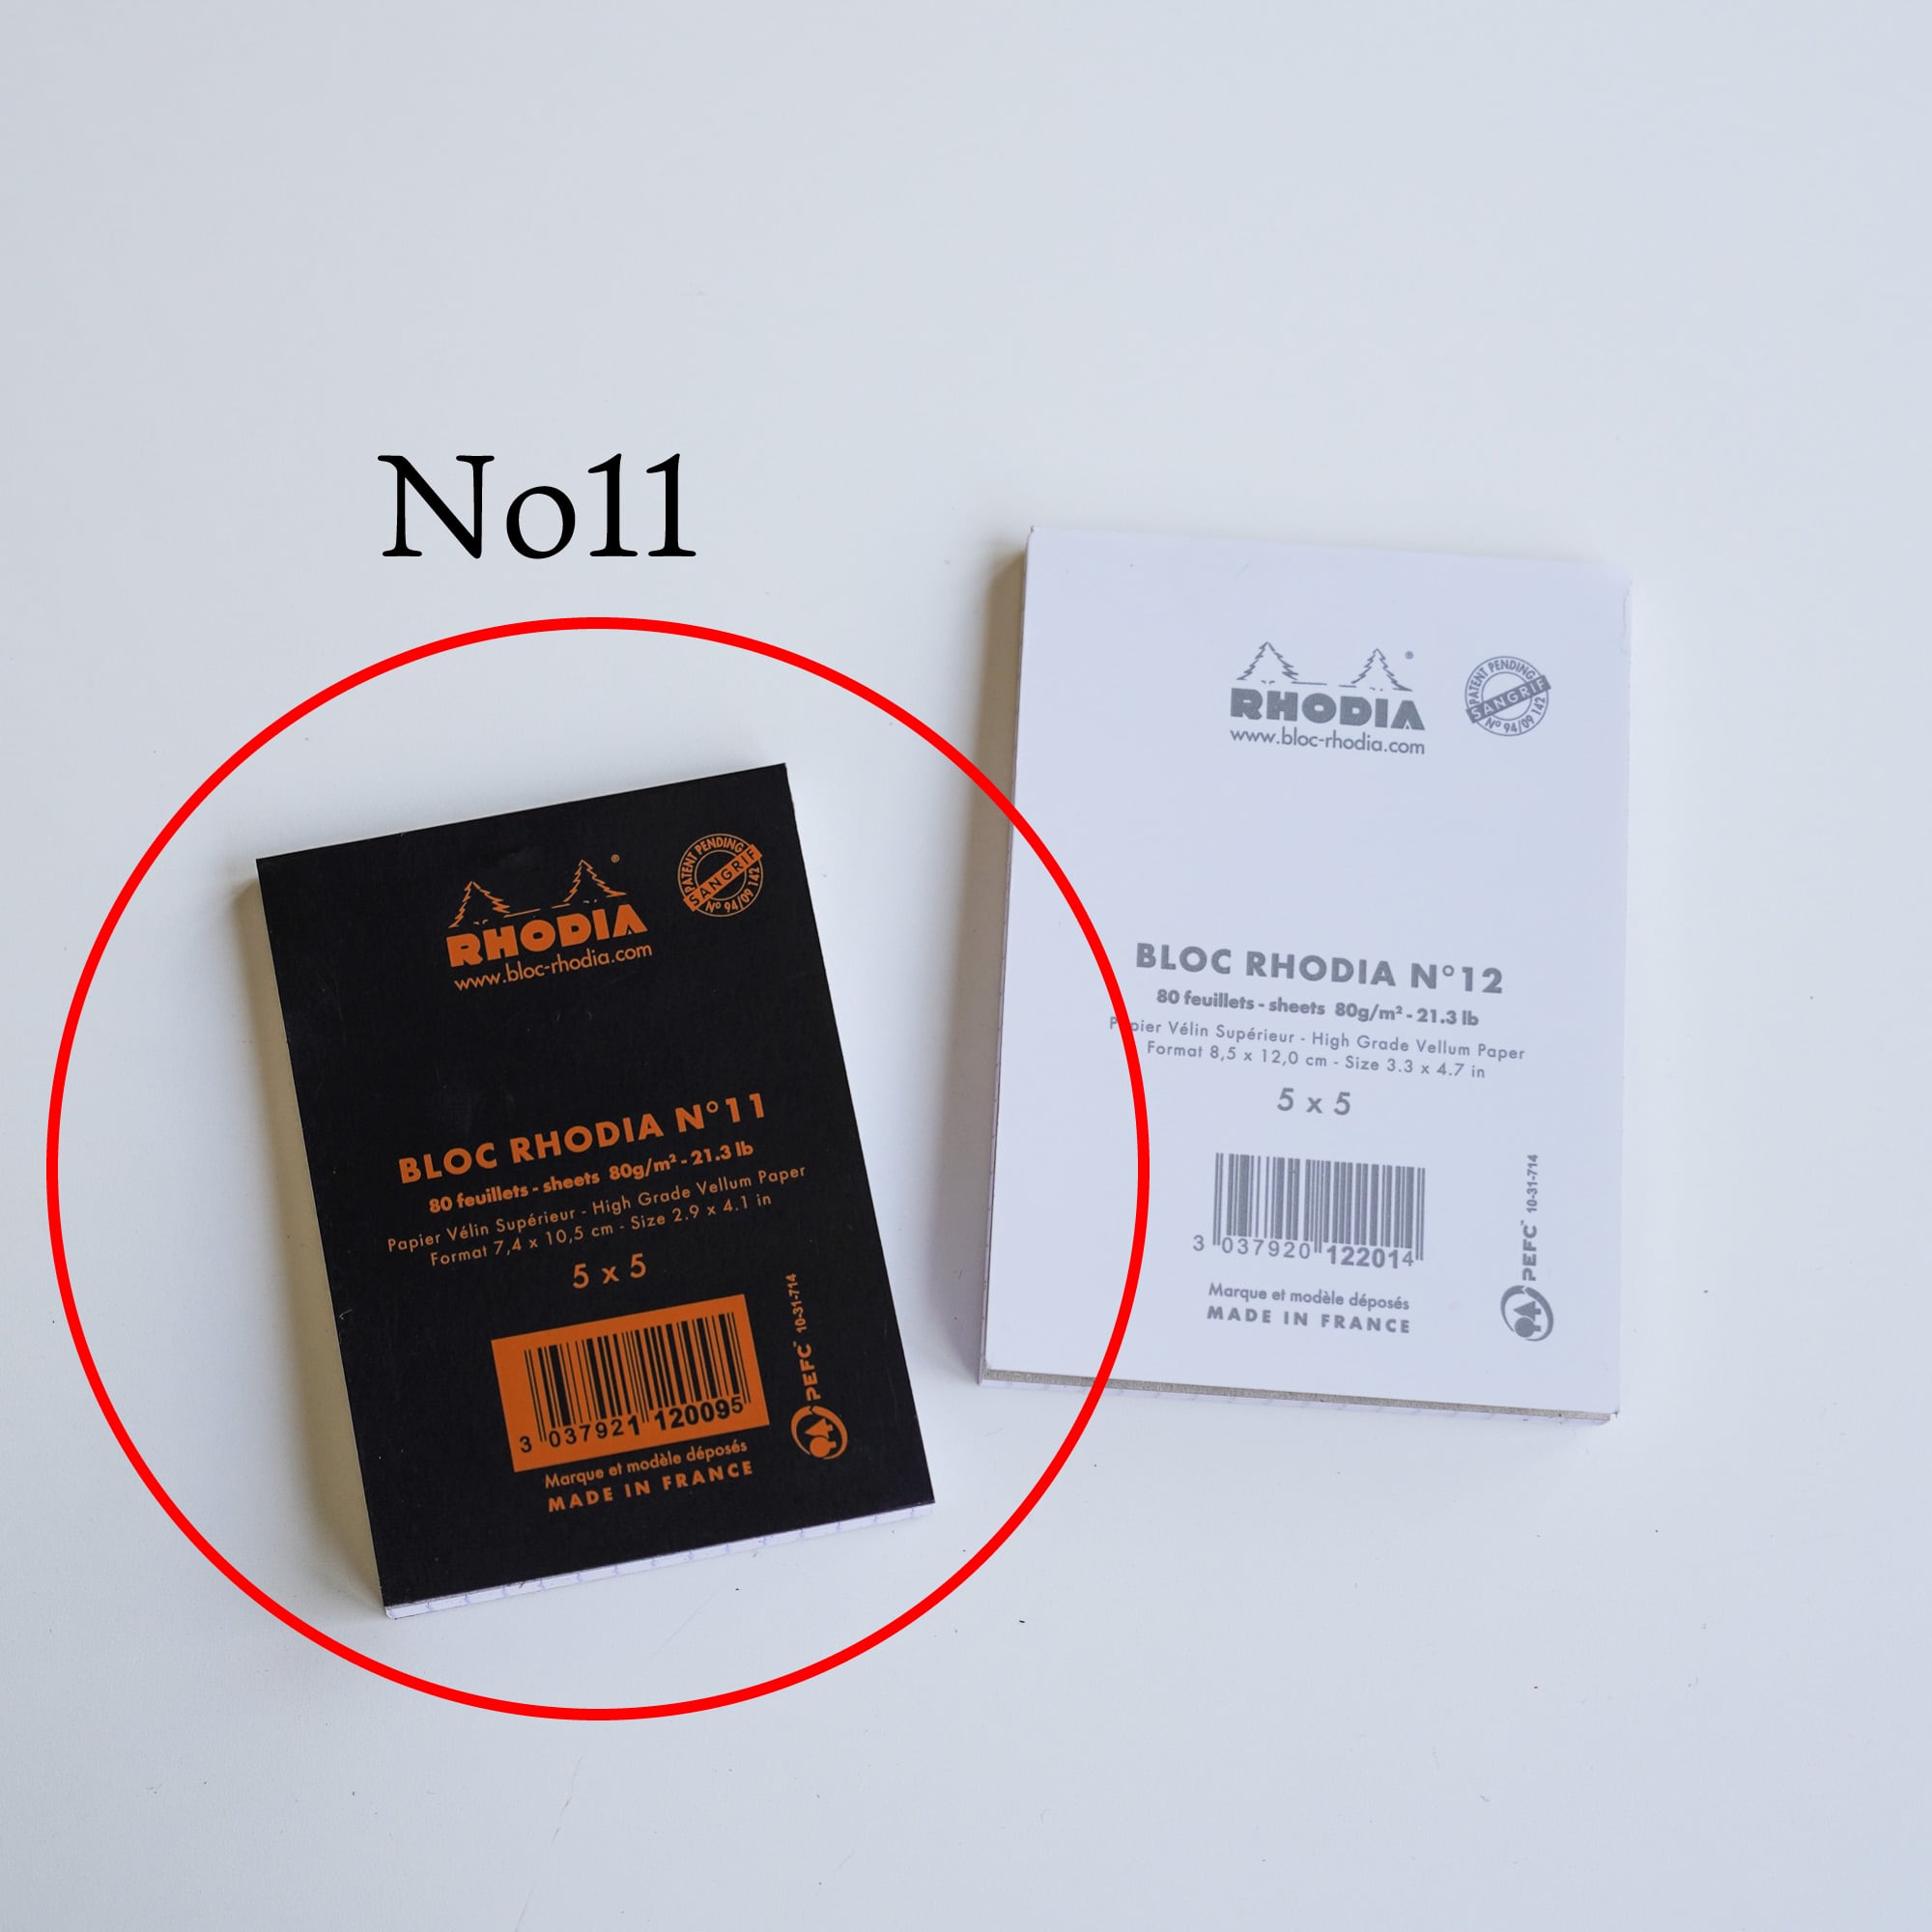 No11
RHODIA
www.bloc-rhodia.com
PATENT PENDING
SANGRIF
N° 94/09 142
BLOC RHODIA N°11
80 feuillets - sheets 80g/m² - 21.3 lb
Papier Vélin Supérieur - High Grade Vellum Paper
Format 7,4 x 10,5 cm - Size 2.9 x 4.1 in
5 x 5
3 037921 120095
Marque et modèle déposés
MADE IN FRANCE
PEFC™ 10-31-714
RHODIA
www.bloc-rhodia.com
PATENT PENDING
SANGRIF
N° 94/09 142
BLOC RHODIA N°12
80 feuillets - sheets 80g/m² - 21.3 lb
Papier Vélin Supérieur - High Grade Vellum Paper
Format 8,5 x 12,0 cm - Size 3.3 x 4.7 in
5 x 5
3 037920 122014
Marque et modèle déposés
MADE IN FRANCE
PEFC™ 10-31-714